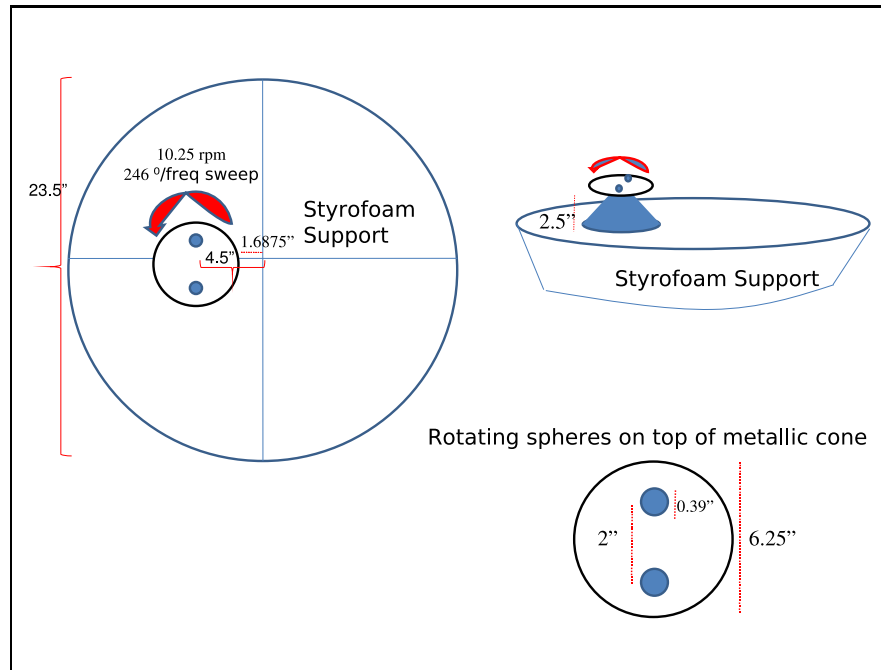 10.25 rpm
246 ⁰/freq sweep
23.5”
Styrofoam
Support
1.6875”
4.5”
2.5”
Styrofoam Support
Rotating spheres on top of metallic cone
0.39”
2”
6.25”